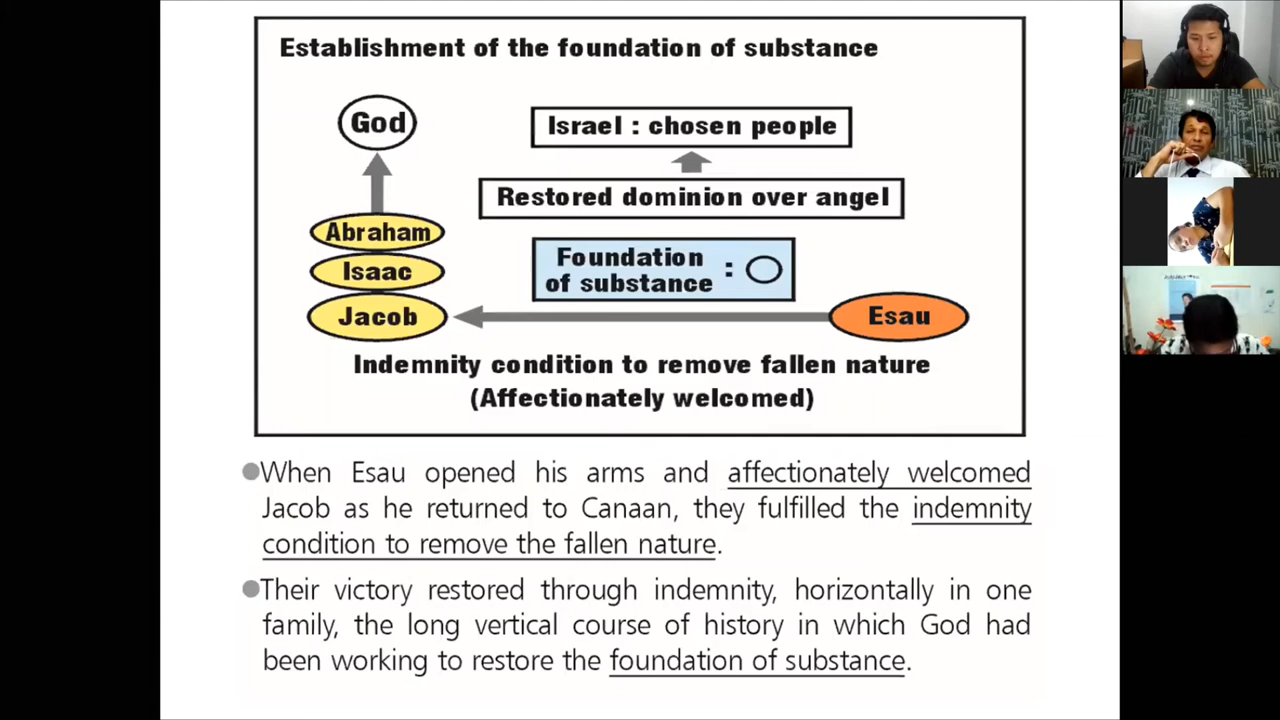 Establishment of the foundation of substance
God
Israel : chosen people
Restored dominion over angel
Abraham
Isaac
Foundation
of substance :
Jacob
Esau
Indemnity condition to remove fallen nature
(Affectionately welcomed)
When Esau opened his arms and affectionately welcomed
Jacob as he returned to Canaan, they fulfilled the indemnity
condition to remove the fallen nature.
Their victory restored through indemnity, horizontally in one
family, the long vertical course of history in which God had
been working to restore the foundation of substance.